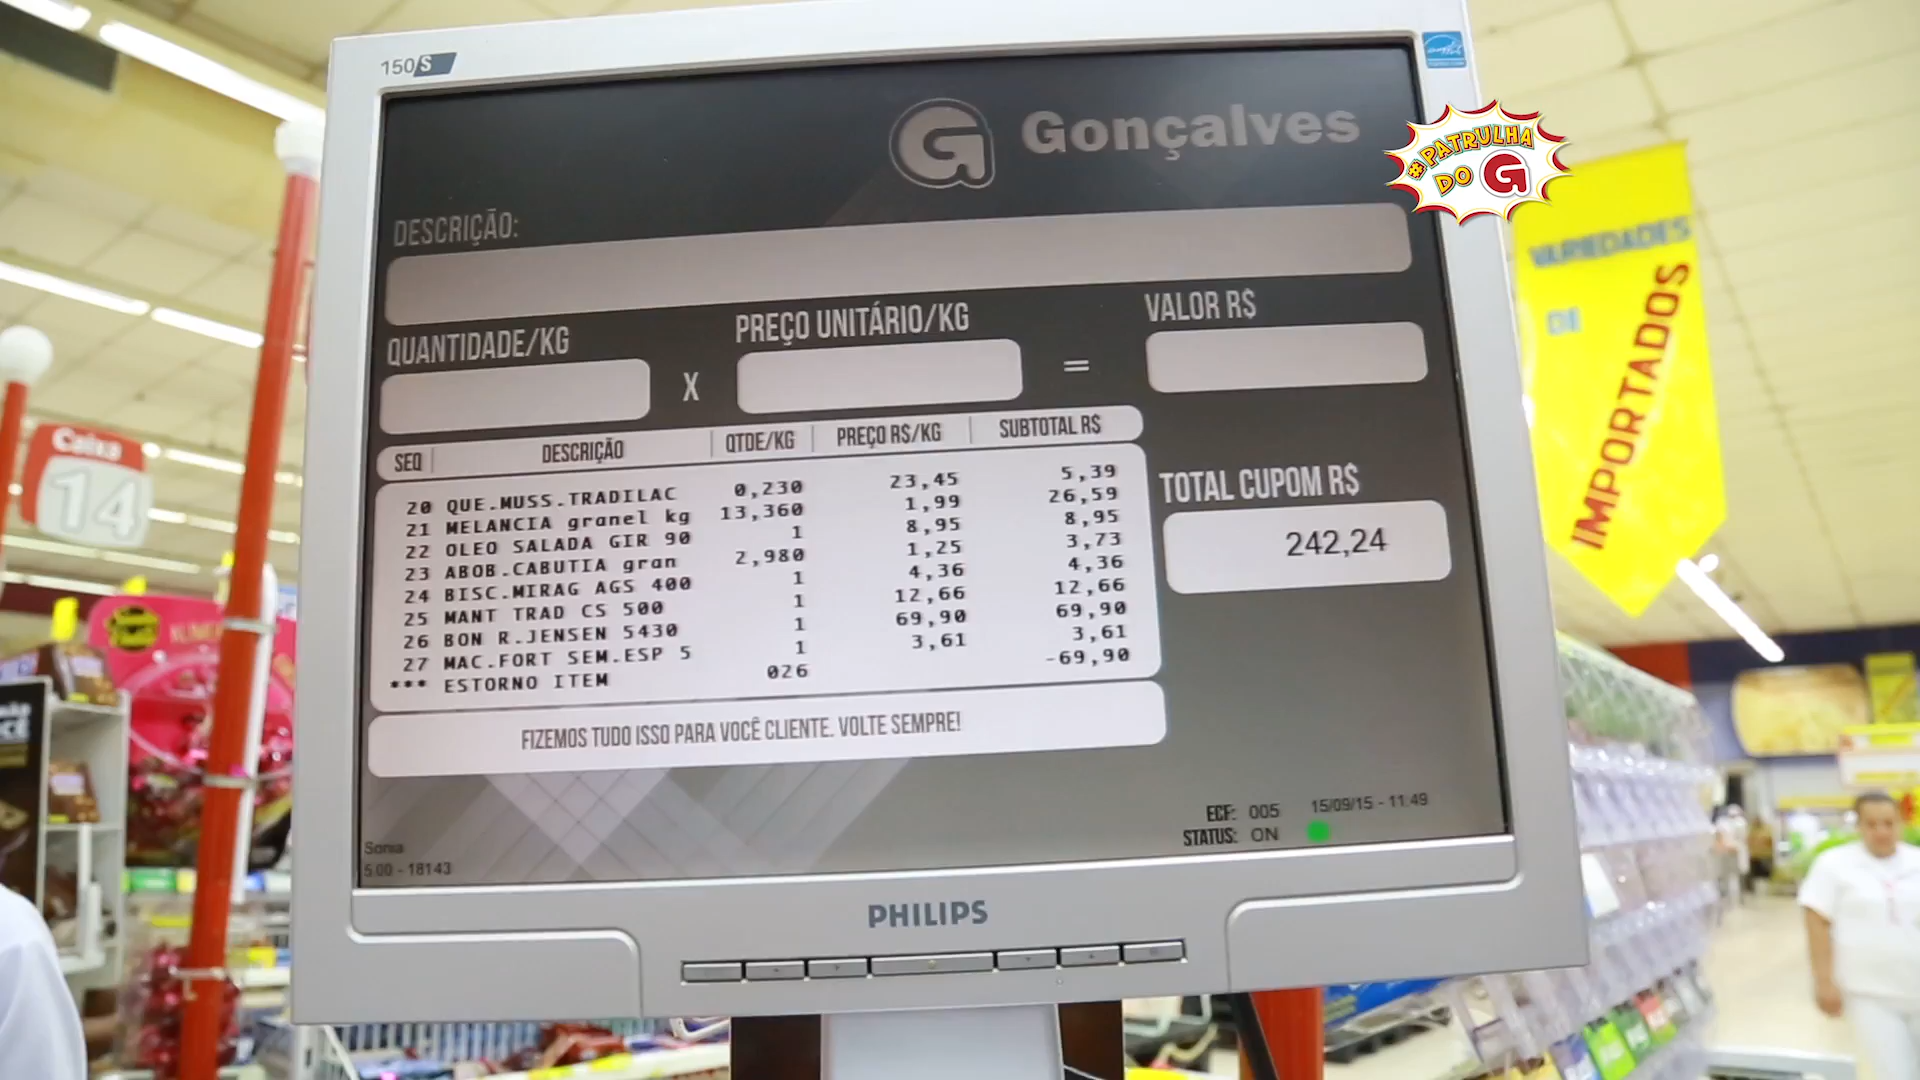 150S
G Gonçalves
#PATRULHA
DO G
DESCRIÇÃO:
VARIEDADES
DE
IMPORTADOS
QUANTIDADE/KG
PREÇO UNITÁRIO/KG
VALOR R$
X
=
Caixa
14
SEQ DESCRIÇÃO QTDE/KG PREÇO R$/KG SUBTOTAL R$
20 QUE.MUSS.TRADILAC 0,230 23,45 5,39
21 MELANCIA granel kg 13,360 1,99 26,59
22 OLEO SALADA GIR 90 1 8,95 8,95
23 ABOB.CABUTIA gran 2,980 1,25 3,73
24 BISC.MIRAG AGS 400 1 4,36 4,36
25 MANT TRAD CS 500 1 12,66 12,66
26 BON R.JENSEN 5430 1 69,90 69,90
27 MAC.FORT SEM.ESP 5 1 3,61 3,61
*** ESTORNO ITEM 026 -69,90
TOTAL CUPOM R$
242,24
FIZEMOS TUDO ISSO PARA VOCÊ CLIENTE. VOLTE SEMPRE!
ECF: 005 15/09/15 - 11:49
STATUS: ON
Sonia
5.00 - 18143
PHILIPS